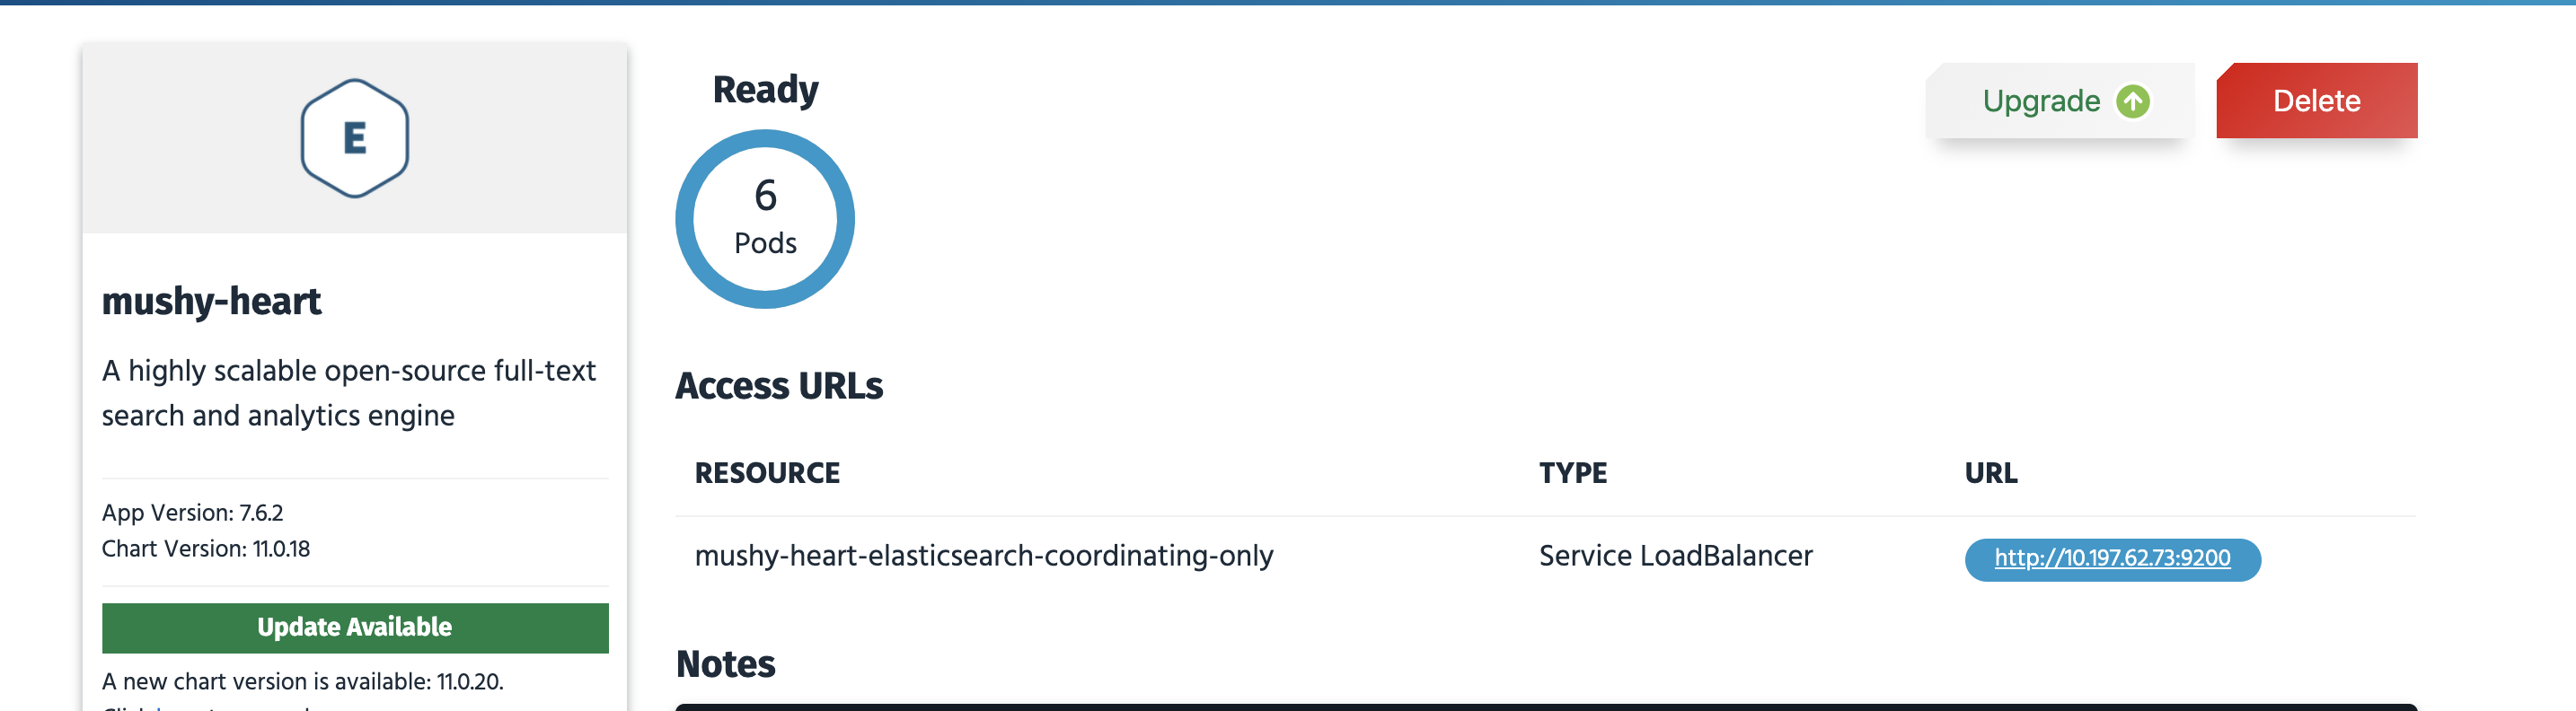 E
mushy-heart
A highly scalable open-source full-text
search and analytics engine
App Version: 7.6.2
Chart Version: 11.0.18
Update Available
A new chart version is available: 11.0.20.
Ready
6
Pods
Upgrade
Delete
Access URLs
RESOURCE TYPE URL
mushy-heart-elasticsearch-coordinating-only Service LoadBalancer http://10.197.62.73:9200
Notes